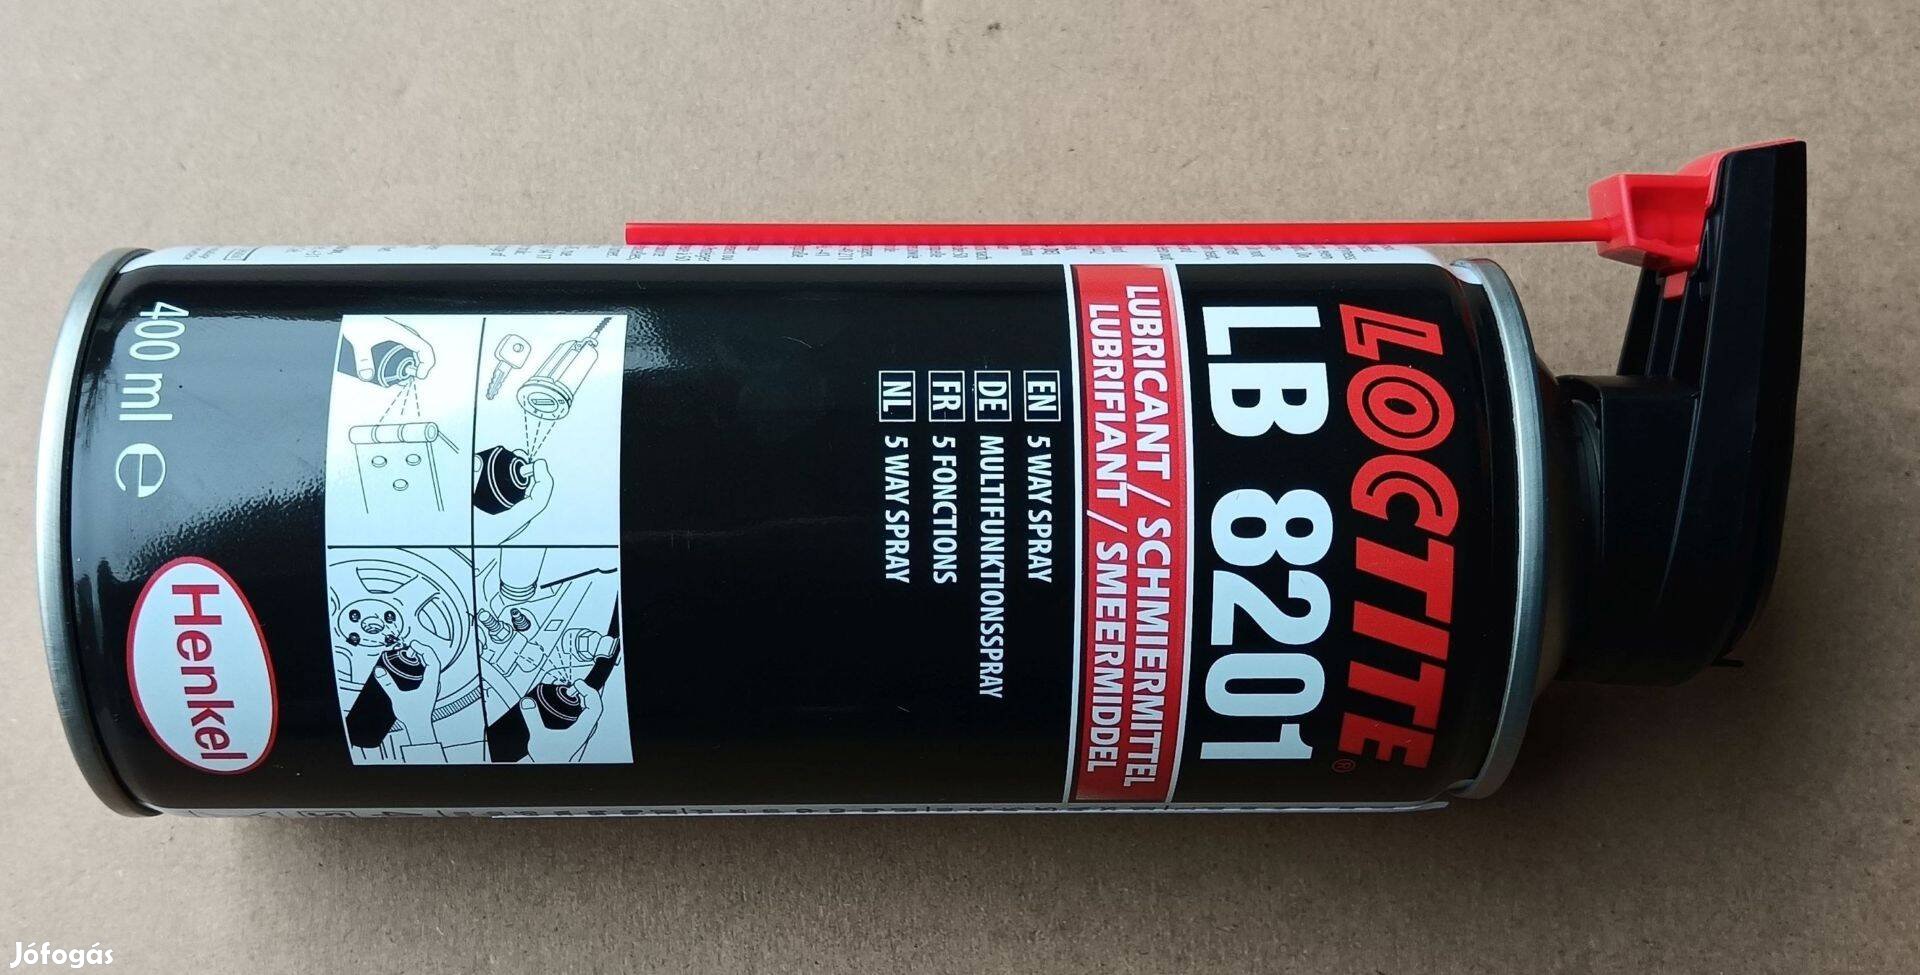 LOCTITE®
LB 8201
LUBRICANT / SCHMIERMITTEL
LUBRIFIANT / SMEERMIDDEL
EN 5 WAY SPRAY
DE MULTIFUNKTIONSSPRAY
FR 5 FONCTIONS
NL 5 WAY SPRAY
400 ml e
Henkel
Jófogás